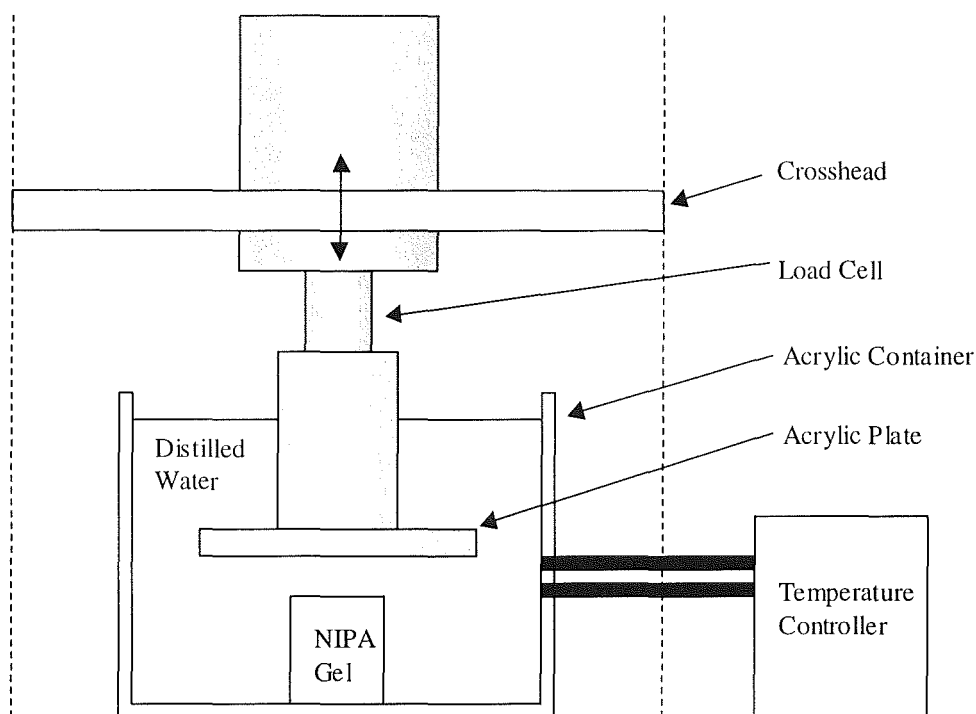 Crosshead
Load Cell
Acrylic Container
Acrylic Plate
Distilled
Water
NIPA
Gel
Temperature
Controller